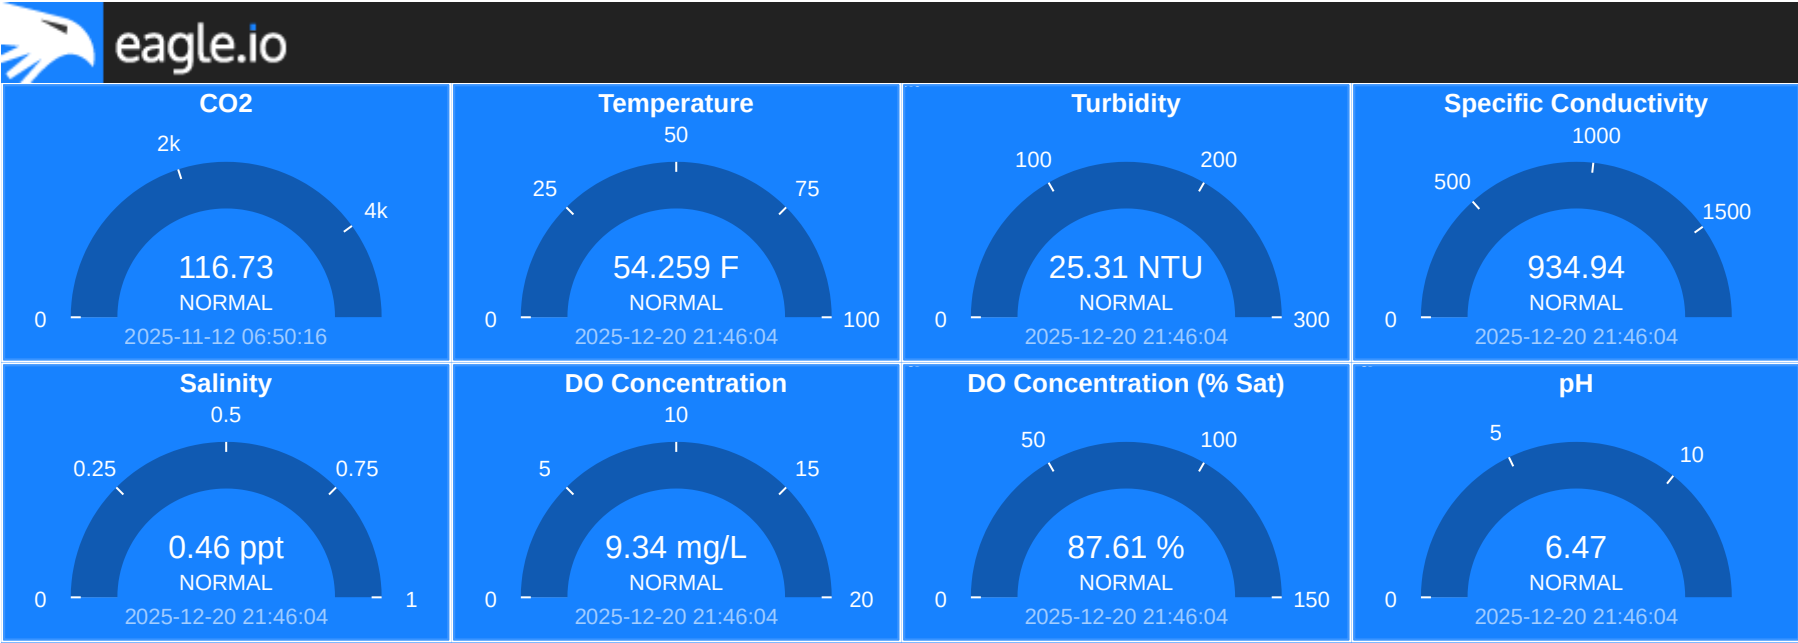 eagle.io
CO2
2k
4k
0
116.73
NORMAL
2025-11-12 06:50:16
Temperature
50
25
75
0
100
54.259 F
NORMAL
2025-12-20 21:46:04
Turbidity
100
200
0
300
25.31 NTU
NORMAL
2025-12-20 21:46:04
Specific Conductivity
1000
500
1500
0
934.94
NORMAL
2025-12-20 21:46:04
Salinity
0.5
0.25
0.75
0
1
0.46 ppt
NORMAL
2025-12-20 21:46:04
DO Concentration
10
5
15
0
20
9.34 mg/L
NORMAL
2025-12-20 21:46:04
DO Concentration (% Sat)
50
100
0
150
87.61 %
NORMAL
2025-12-20 21:46:04
pH
5
10
0
6.47
NORMAL
2025-12-20 21:46:04